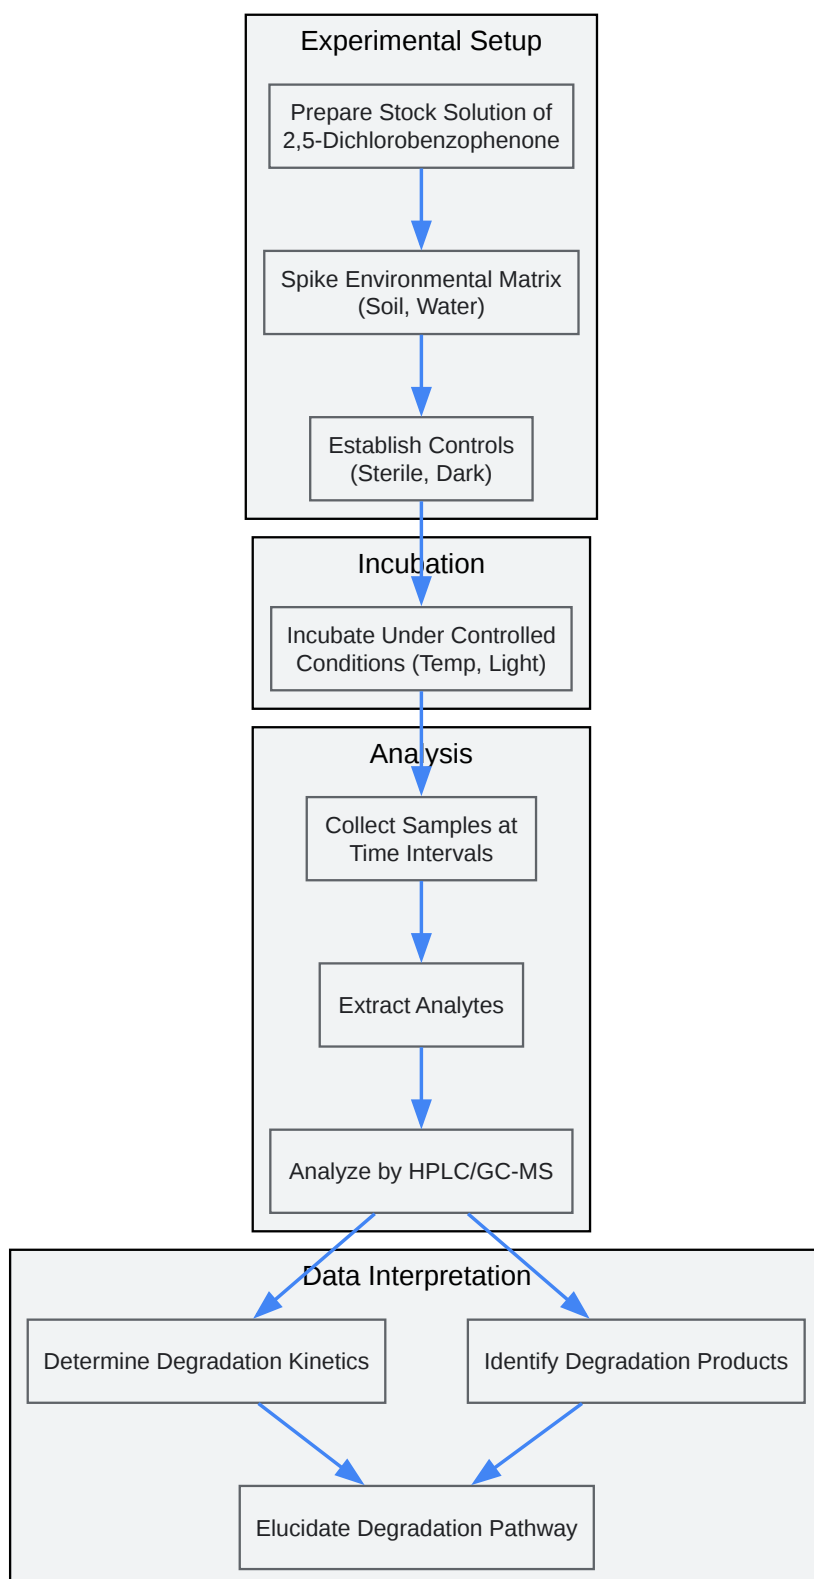 Experimental Setup
Prepare Stock Solution of
2,5-Dichlorobenzophenone
Spike Environmental Matrix
(Soil, Water)
Establish Controls
(Sterile, Dark)
Incubation
Incubate Under Controlled
Conditions (Temp, Light)
Analysis
Collect Samples at
Time Intervals
Extract Analytes
Analyze by HPLC/GC-MS
Data Interpretation
Determine Degradation Kinetics
Identify Degradation Products
Elucidate Degradation Pathway